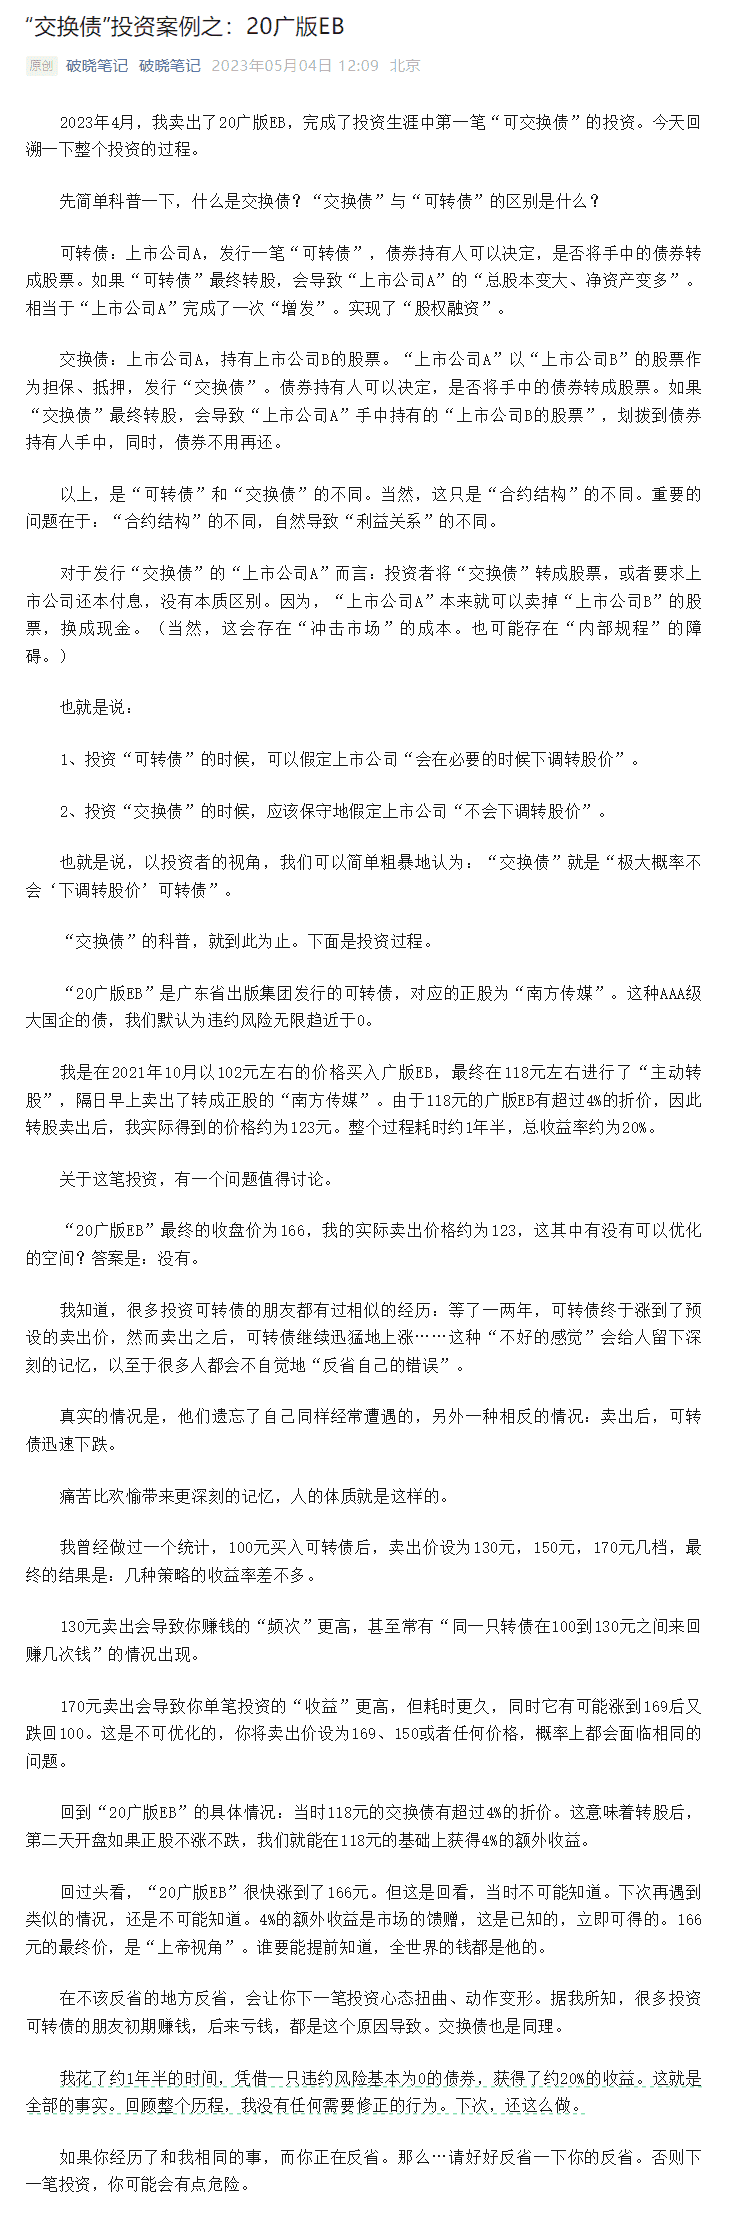 “交换债”投资案例之：20广版EB
原创 破晓笔记 破晓笔记 2023年05月04日 12:09 北京
2023年4月，我卖出了20广版EB，完成了投资生涯中第一笔“可交换债”的投资。今天回
溯一下整个投资的过程。
先简单科普一下，什么是交换债？“交换债”与“可转债”的区别是什么？
可转债：上市公司A，发行一笔“可转债”，债券持有人可以决定，是否将手中的债券转
成股票。如果“可转债”最终转股，会导致“上市公司A”的“总股本变大、净资产变多”。
相当于“上市公司A”完成了一次“增发”。实现了“股权融资”。
交换债：上市公司A，持有上市公司B的股票。“上市公司A”以“上市公司B”的股票作
为担保、抵押，发行“交换债”。债券持有人可以决定，是否将手中的债券转成股票。如果
“交换债”最终转股，会导致“上市公司A”手中持有的“上市公司B的股票”，划拨到债券
持有人手中，同时，债券不用再还。
以上，是“可转债”和“交换债”的不同。当然，这只是“合约结构”的不同。重要的
问题在于：“合约结构”的不同，自然导致“利益关系”的不同。
对于发行“交换债”的“上市公司A”而言：投资者将“交换债”转成股票，或者要求上
市公司还本付息，没有本质区别。因为，“上市公司A”本来就可以卖掉“上市公司B”的股
票，换成现金。（当然，这会存在“冲击市场”的成本。也可能存在“内部规程”的障
碍。）
也就是说：
1、投资“可转债”的时候，可以假定上市公司“会在必要的时候下调转股价”。
2、投资“交换债”的时候，应该保守地假定上市公司“不会下调转股价”。
也就是说，以投资者的视角，我们可以简单粗暴地认为：“交换债”就是“极大概率不
会‘下调转股价’可转债”。
“交换债”的科普，就到此为止。下面是投资过程。
“20广版EB”是广东省出版集团发行的可转债，对应的正股为“南方传媒”。这种AAA级
大国企的债，我们默认为违约风险无限趋近于0。
我是在2021年10月以102元左右的价格买入广版EB，最终在118元左右进行了“主动转
股”，隔日早上卖出了转成正股的“南方传媒”。由于118元的广版EB有超过4%的折价，因此
转股卖出后，我实际得到的价格约为123元。整个过程耗时约1年半，总收益率约为20%。
关于这笔投资，有一个问题值得讨论。
“20广版EB”最终的收盘价为166，我的实际卖出价格约为123，这其中有没有可以优化
的空间？答案是：没有。
我知道，很多投资可转债的朋友都有过相似的经历：等了一两年，可转债终于涨到了预
设的卖出价，然而卖出之后，可转债继续迅猛地上涨……这种“不好的感觉”会给人留下深
刻的记忆，以至于很多人都会不自觉地“反省自己的错误”。
真实的情况是，他们遗忘了自己同样经常遭遇的，另外一种相反的情况：卖出后，可转
债迅速下跌。
痛苦比欢愉带来更深刻的记忆，人的体质就是这样的。
我曾经做过一个统计，100元买入可转债后，卖出价设为130元，150元，170元几档，最
终的结果是：几种策略的收益率差不多。
130元卖出会导致你赚钱的“频次”更高，甚至常有“同一只转债在100到130元之间来回
赚几次钱”的情况出现。
170元卖出会导致你单笔投资的“收益”更高，但耗时更久，同时它有可能涨到169后又
跌回100。这是不可优化的，你将卖出价设为169、150或者任何价格，概率上都会面临相同的
问题。
回到“20广版EB”的具体情况：当时118元的交换债有超过4%的折价。这意味着转股后，
第二天开盘如果正股不涨不跌，我们就能在118元的基础上获得4%的额外收益。
回过头看，“20广版EB”很快涨到了166元。但这是回看，当时不可能知道。下次再遇到
类似的情况，还是不可能知道。4%的额外收益是市场的馈赠，这是已知的，立即可得的。166
元的最终价，是“上帝视角”。谁要能提前知道，全世界的钱都是他的。
在不该反省的地方反省，会让你下一笔投资心态扭曲、动作变形。据我所知，很多投资
可转债的朋友初期赚钱，后来亏钱，都是这个原因导致。交换债也是同理。
我花了约1年半的时间，凭借一只违约风险基本为0的债券，获得了约20%的收益。这就是
全部的事实。回顾整个历程，我没有任何需要修正的行为。下次，还这么做。
如果你经历了和我相同的事，而你正在反省。那么…请好好反省一下你的反省。否则下
一笔投资，你可能会有点危险。